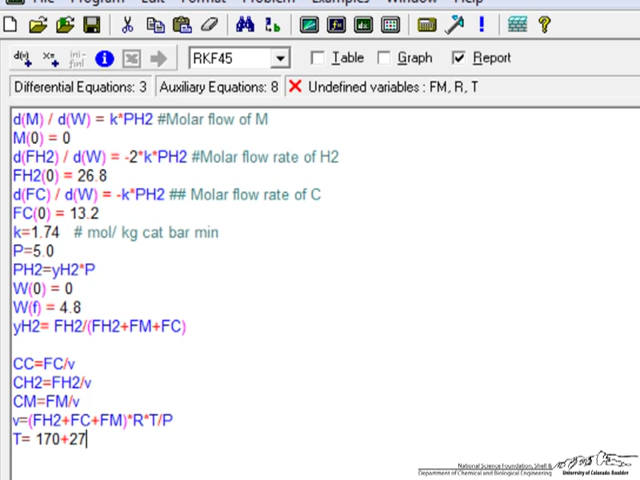 Program Edit Format Problem Examples Window Help
RKF45 Table Graph Report
Differential Equations: 3 Auxiliary Equations: 8 Undefined variables : FM, R, T
d(M) / d(W) = k*PH2 #Molar flow of M
M(0) = 0
d(FH2) / d(W) = -2*k*PH2 #Molar flow rate of H2
FH2(0) = 26.8
d(FC) / d(W) = -k*PH2 ## Molar flow rate of C
FC(0) = 13.2
k=1.74 # mol/ kg cat bar min
P=5.0
PH2=yH2*P
W(0) = 0
W(f) = 4.8
yH2= FH2/(FH2+FM+FC)
CC=FC/v
CH2=FH2/v
CM=FM/v
v=(FH2+FC+FM)*R*T/P
T= 170+27
National Science Foundation, Shell &
Department of Chemical and Biological Engineering University of Colorado Boulder